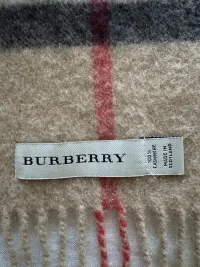 BURBERRY
100%
CASHMERE
MADE IN
SCOTLAND